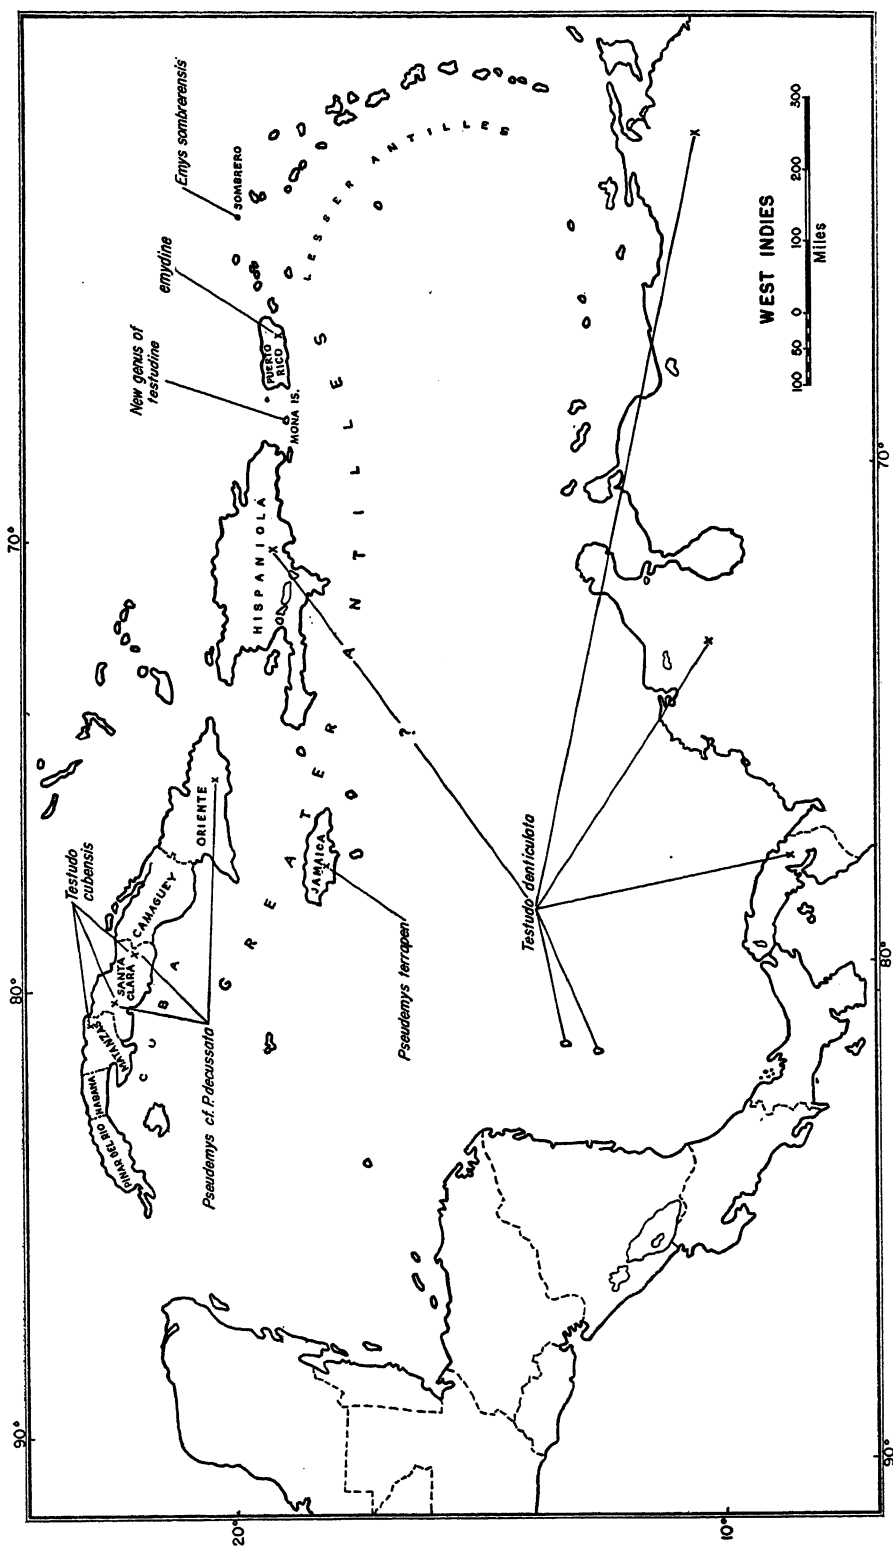 90°
80°
70°
Testudo
cubensis
New genus of
testudine
emydine
Emys sombrerensis
PINAR DEL RIO
HABANA
MATANZAS
SANTA
CLARA
CAMAGUEY
ORIENTE
CUBA
SOMBRERO
20°
HISPANIOLA
PUERTO
RICO
MONA IS.
Pseudemys cf. P. decussata
JAMAICA
GREATER ANTILLES
LESSER ANTILLES
?
Pseudemys terrapen
Testudo denticulata
WEST INDIES
100 50 0 100 200 300
Miles
10°
90°
80°
70°